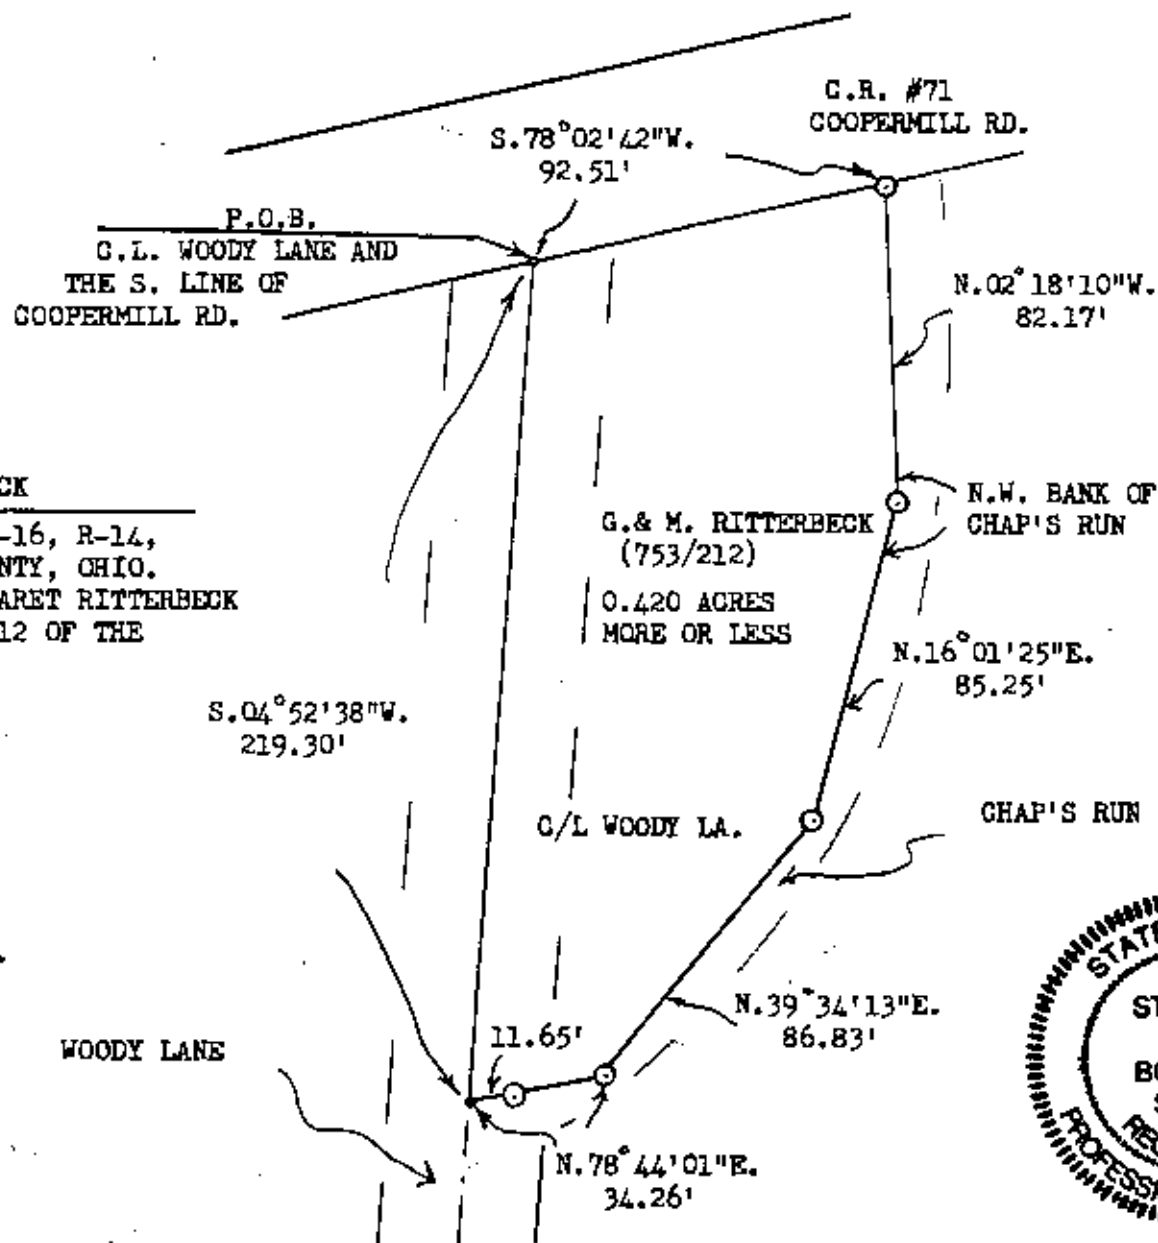 C.R. #71
COOPERMILL RD.
S.78°02'42"W.
92.51'
P.O.B.
C.L. WOODY LANE AND
THE S. LINE OF
COOPERMILL RD.
N.02°18'10"W.
82.17'
CK
-16, R-14,
NTY, OHIO.
ARET RITTERBECK
12 OF THE
G.& M. RITTERBECK
(753/212)
0.420 ACRES
MORE OR LESS
N.W. BANK OF
CHAP'S RUN
N.16°01'25"E.
85.25'
S.04°52'38"W.
219.30'
C/L WOODY LA.
CHAP'S RUN
N.39°34'13"E.
86.83'
11.65'
WOODY LANE
N.78°44'01"E.
34.26'
STATE
ST
PROFESS